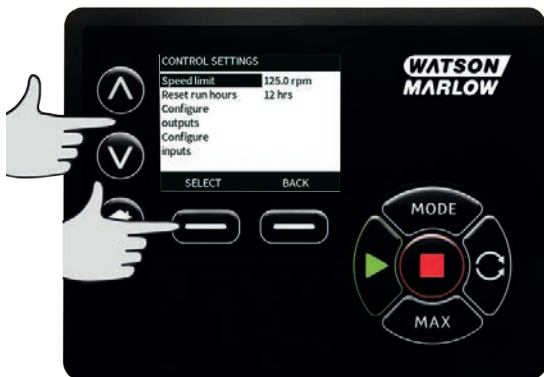 CONTROL SETTINGS
Speed limit 125.0 rpm
Reset run hours 12 hrs
Configure
outputs
Configure
inputs
SELECT BACK
WATSON
MARLOW
MODE
MAX